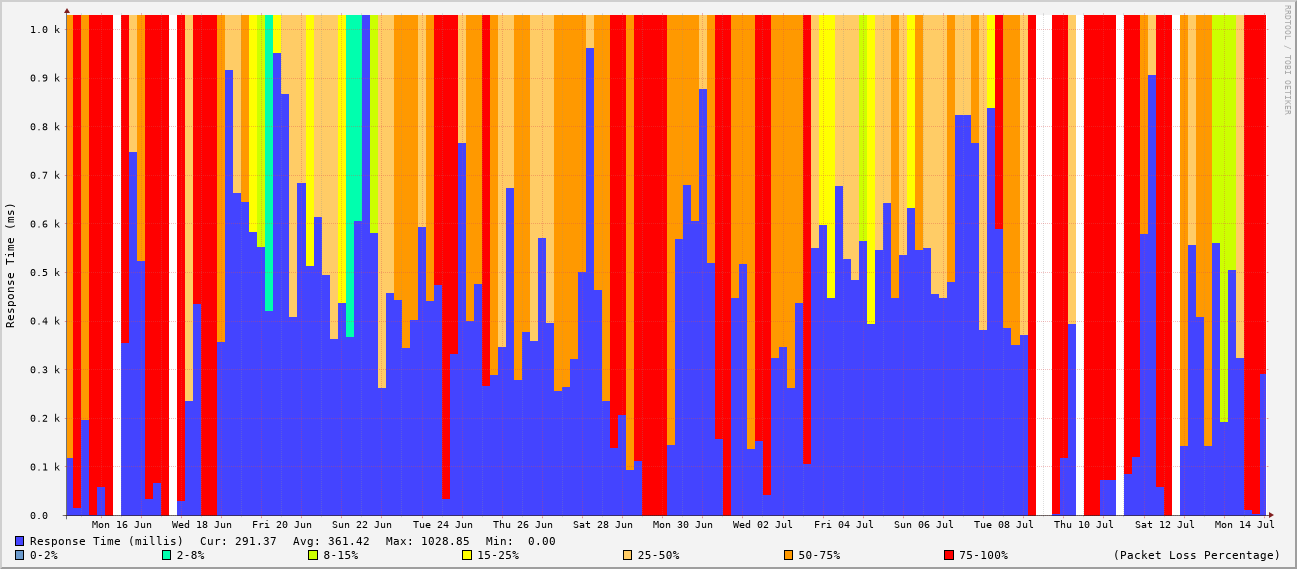 RRDTOOL / TOBI OETIKER
Response Time (ms)
1.0 k
0.9 k
0.8 k
0.7 k
0.6 k
0.5 k
0.4 k
0.3 k
0.2 k
0.1 k
0.0
Mon 16 Jun Wed 18 Jun Fri 20 Jun Sun 22 Jun Tue 24 Jun Thu 26 Jun Sat 28 Jun Mon 30 Jun Wed 02 Jul Fri 04 Jul Sun 06 Jul Tue 08 Jul Thu 10 Jul Sat 12 Jul Mon 14 Jul
Response Time (millis) Cur: 291.37 Avg: 361.42 Max: 1028.85 Min: 0.00
0-2% 2-8% 8-15% 15-25% 25-50% 50-75% 75-100% (Packet Loss Percentage)